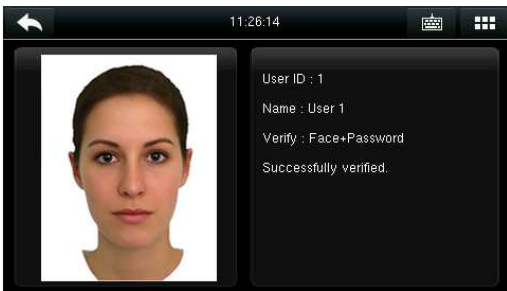 11:26:14
User ID : 1
Name : User 1
Verify : Face+Password
Successfully verified.